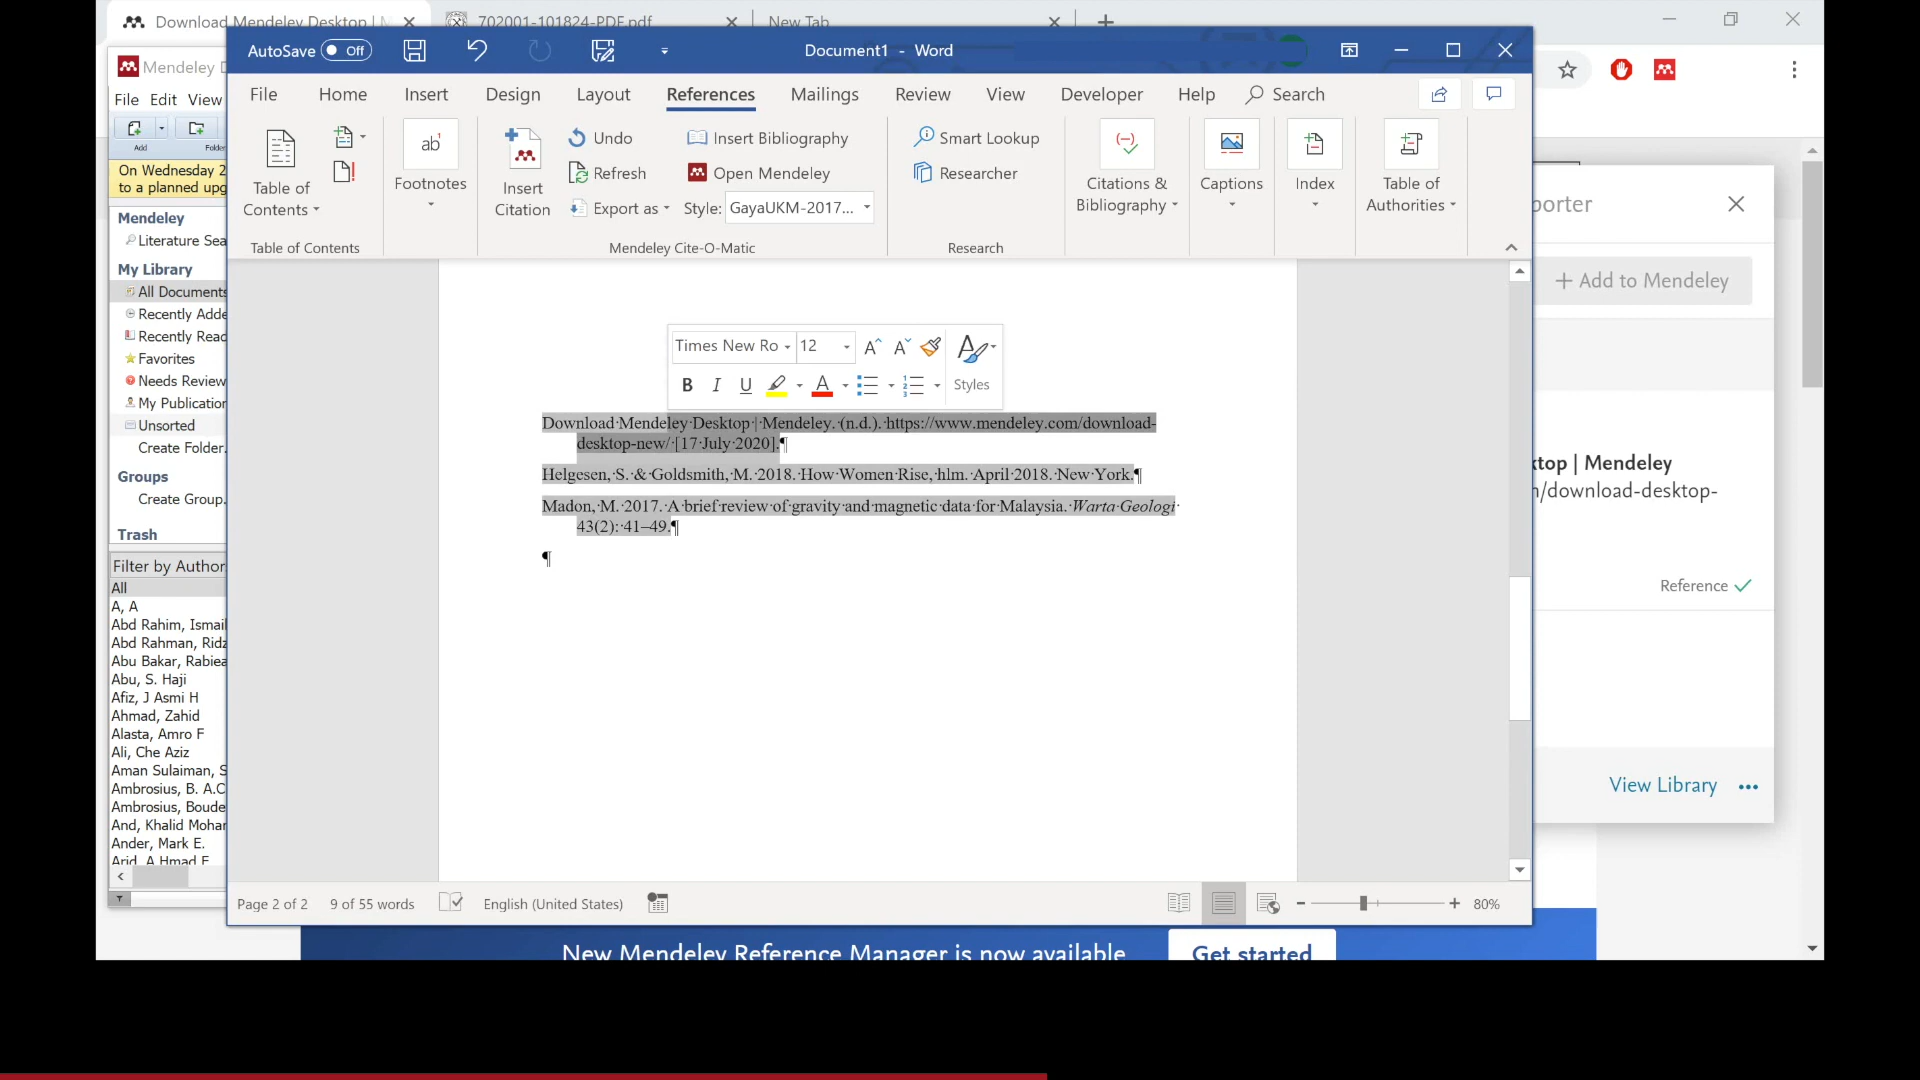 Download Mendeley Desktop | M
702001-101824-PDF.pdf
New Tab
Mendeley D
File Edit View
Add
Folder
On Wednesday 2
to a planned upg
Mendeley
Literature Sea
My Library
All Documents
Recently Adde
Recently Read
Favorites
Needs Review
My Publication
Unsorted
Create Folder.
Groups
Create Group.
Trash
Filter by Author
All
A, A
Abd Rahim, Ismail
Abd Rahman, Ridz
Abu Bakar, Rabiea
Abu, S. Haji
Afiz, J Asmi H
Ahmad, Zahid
Alasta, Amro F
Ali, Che Aziz
Aman Sulaiman, S
Ambrosius, B. A.C
Ambrosius, Boude
And, Khalid Mohar
Ander, Mark E.
Arid, A Hmad F
AutoSave Off
Document1 - Word
File Home Insert Design Layout References Mailings Review View Developer Help Search
Table of
Contents
Table of Contents
ab1
Footnotes
Insert
Citation
Undo
Refresh
Export as
Insert Bibliography
Open Mendeley
Style: GayaUKM-2017...
Mendeley Cite-O-Matic
Smart Lookup
Researcher
Research
Citations &
Bibliography
Captions
Index
Table of
Authorities
Times New Ro 12
B I U A
Styles
Download Mendeley Desktop | Mendeley. (n.d.). https://www.mendeley.com/download-
desktop-new/ [17 July 2020].¶
Helgesen, S. & Goldsmith, M. 2018. How Women Rise, hlm. April 2018. New York.¶
Madon, M. 2017. A brief review of gravity and magnetic data for Malaysia. Warta Geologi
43(2): 41–49.¶
¶
Page 2 of 2 9 of 55 words English (United States) 80%
porter
+ Add to Mendeley
ktop | Mendeley
/download-desktop-
Reference
View Library
New Mendeley Reference Manager is now available
Get started